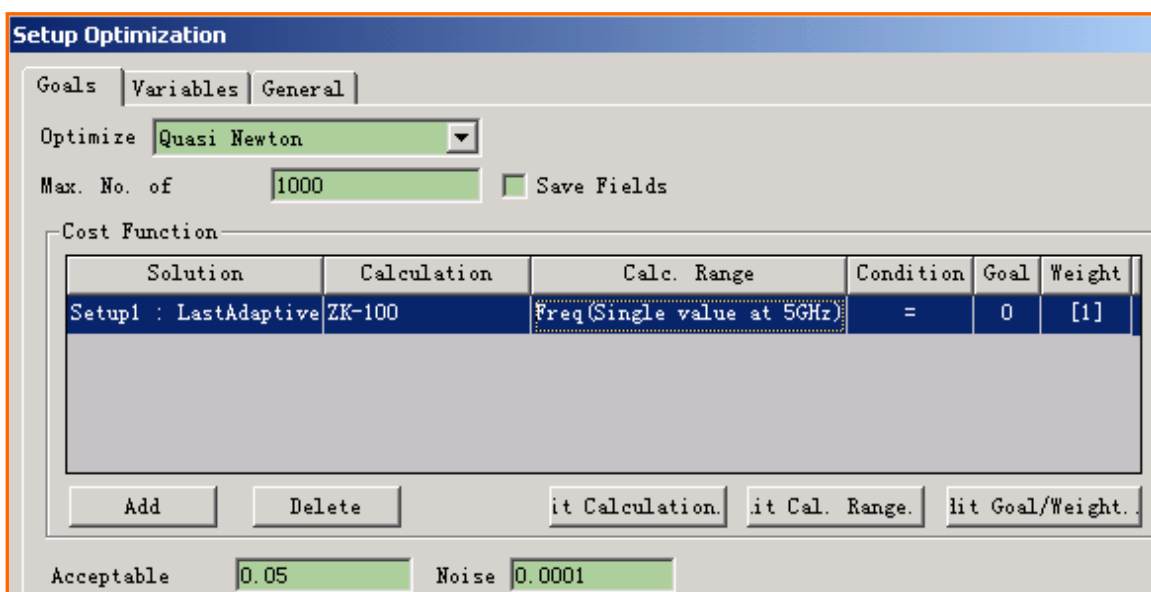 Setup Optimization
Goals Variables General
Optimize Quasi Newton
Max. No. of 1000 Save Fields
Cost Function
Solution Calculation Calc. Range Condition Goal Weight
Setup1 : LastAdaptive ZK-100 Freq(Single value at 5GHz) = 0 [1]
Add Delete it Calculation. .it Cal. Range. lit Goal/Weight..
Acceptable 0.05 Noise 0.0001